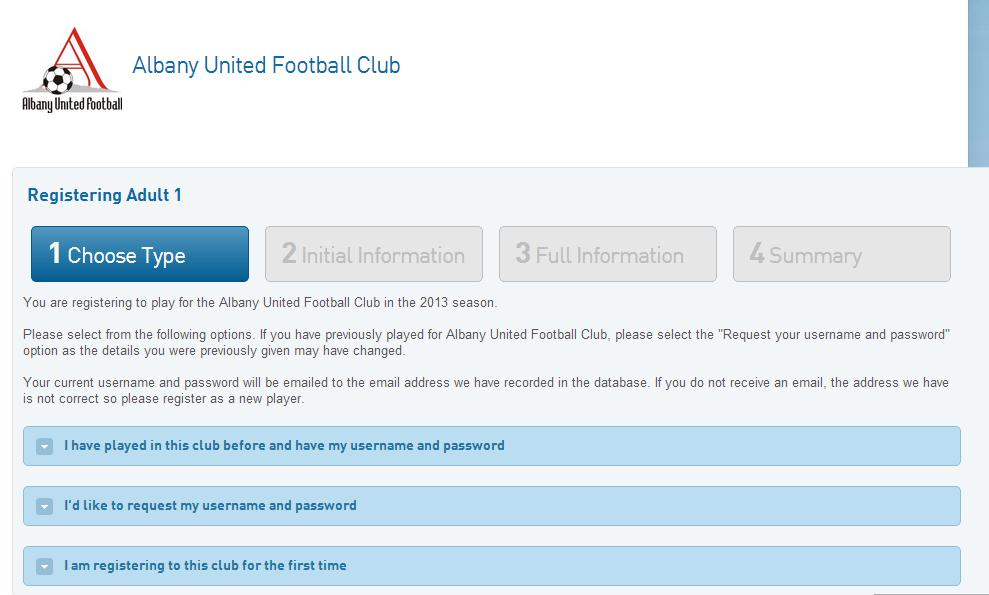 Albany United Football
Albany United Football Club
Registering Adult 1
1 Choose Type
2 Initial Information
3 Full Information
4 Summary
You are registering to play for the Albany United Football Club in the 2013 season.
Please select from the following options. If you have previously played for Albany United Football Club, please select the "Request your username and password"
option as the details you were previously given may have changed.
Your current username and password will be emailed to the email address we have recorded in the database. If you do not receive an email, the address we have
is not correct so please register as a new player.
I have played in this club before and have my username and password
I'd like to request my username and password
I am registering to this club for the first time